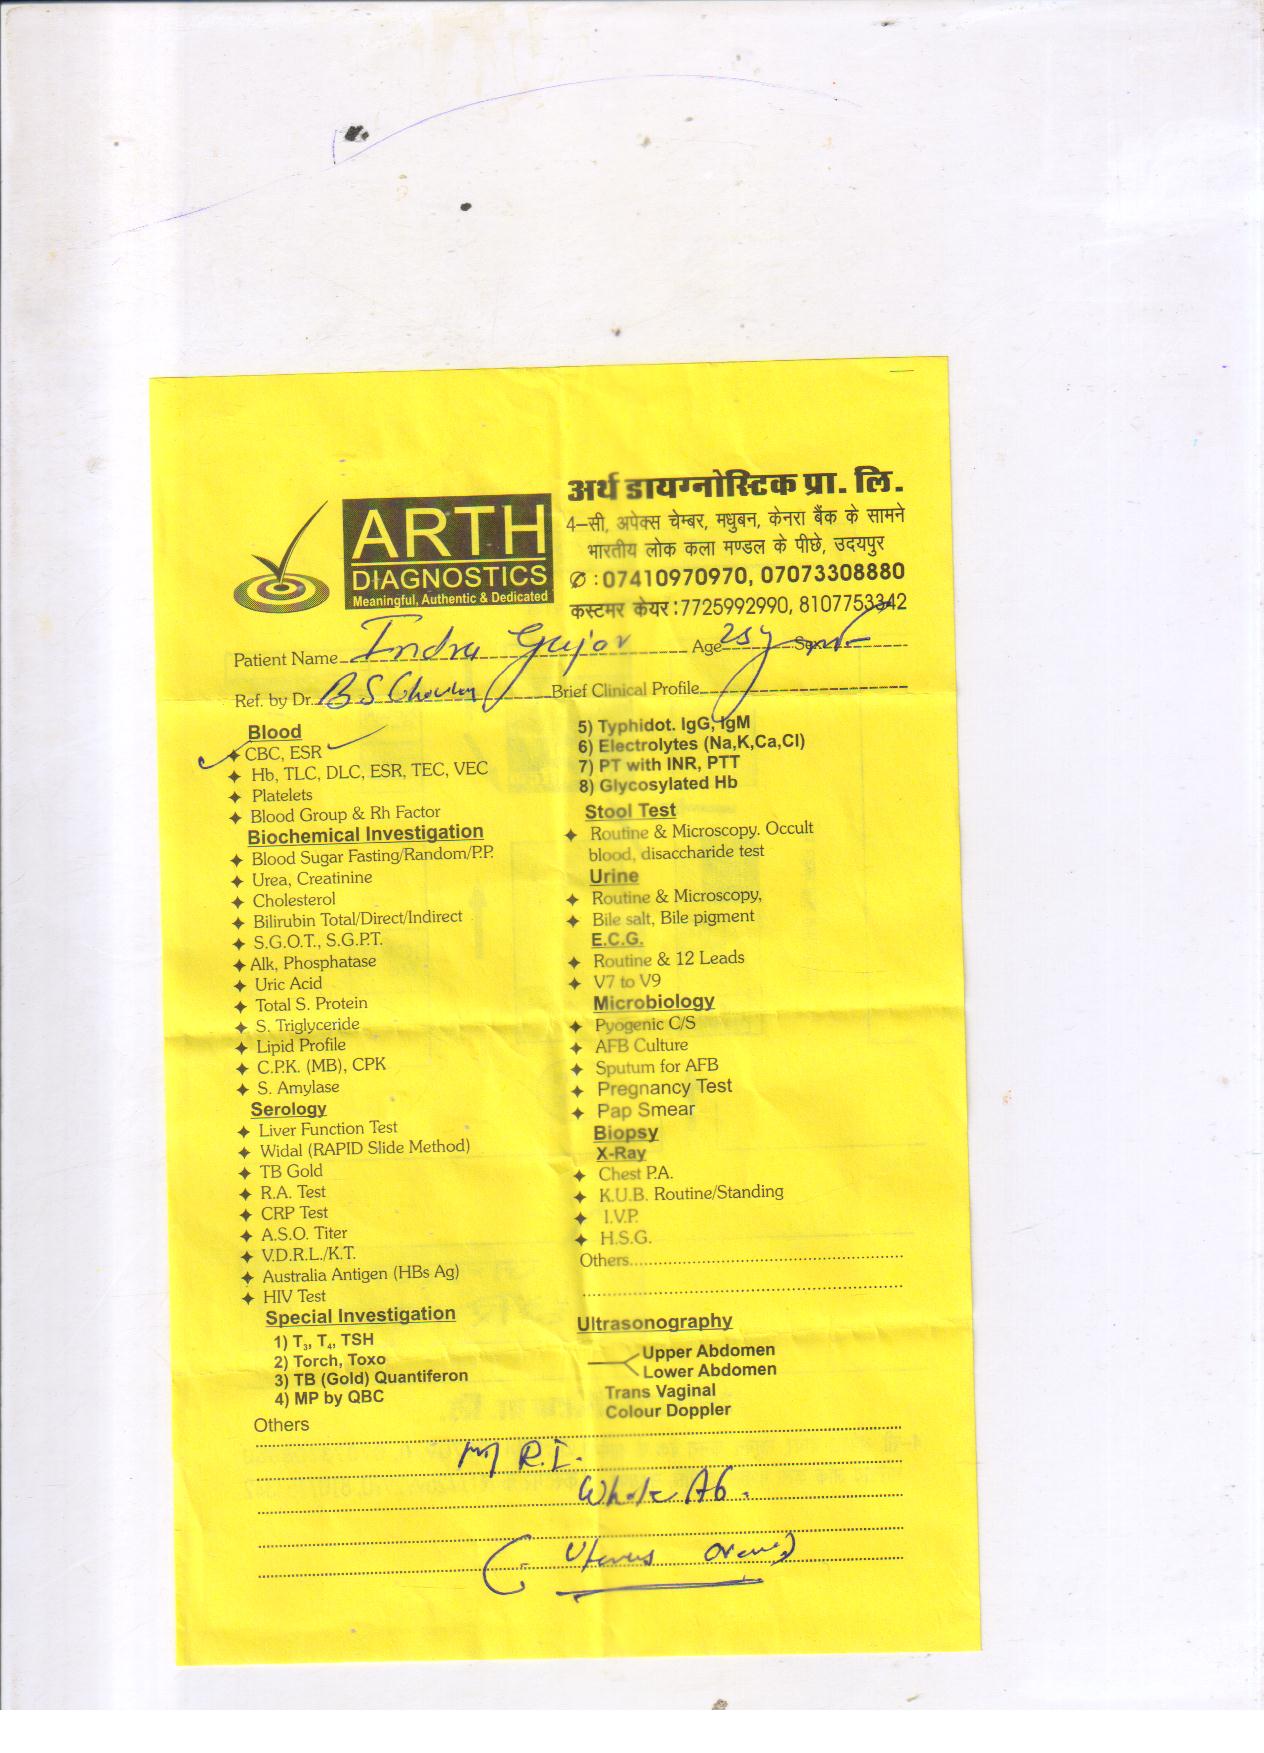 अर्थ डायग्नोस्टिक प्रा. लि.
4-सी, अपेक्स चेम्बर, मधुबन, केनरा बैंक के सामने
भारतीय लोक कला मण्डल के पीछे, उदयपुर
✆ : 07410970970, 07073308880
कस्टमर केयर : 7725992990, 8107753342
ARTH
DIAGNOSTICS
Meaningful, Authentic & Dedicated
Patient Name Indra Gujar Age 25y Sex
Ref. by Dr. B S Brief Clinical Profile
Blood
CBC, ESR
Hb, TLC, DLC, ESR, TEC, VEC
Platelets
Blood Group & Rh Factor
Biochemical Investigation
Blood Sugar Fasting/Random/P.P.
Urea, Creatinine
Cholesterol
Bilirubin Total/Direct/Indirect
S.G.O.T., S.G.P.T.
Alk, Phosphatase
Uric Acid
Total S. Protein
S. Triglyceride
Lipid Profile
C.P.K. (MB), CPK
S. Amylase
Serology
Liver Function Test
Widal (RAPID Slide Method)
TB Gold
R.A. Test
CRP Test
A.S.O. Titer
V.D.R.L./K.T.
Australia Antigen (HBs Ag)
HIV Test
Special Investigation
1) T3, T4, TSH
2) Torch, Toxo
3) TB (Gold) Quantiferon
4) MP by QBC
5) Typhidot. IgG, IgM
6) Electrolytes (Na,K,Ca,Cl)
7) PT with INR, PTT
8) Glycosylated Hb
Stool Test
Routine & Microscopy. Occult
blood, disaccharide test
Urine
Routine & Microscopy,
Bile salt, Bile pigment
E.C.G.
Routine & 12 Leads
V7 to V9
Microbiology
Pyogenic C/S
AFB Culture
Sputum for AFB
Pregnancy Test
Pap Smear
Biopsy
X-Ray
Chest P.A.
K.U.B. Routine/Standing
I.V.P.
H.S.G.
Others
Ultrasonography
Upper Abdomen
Lower Abdomen
Trans Vaginal
Colour Doppler
Others
M R.I.
Whole Ab.
(Uterus